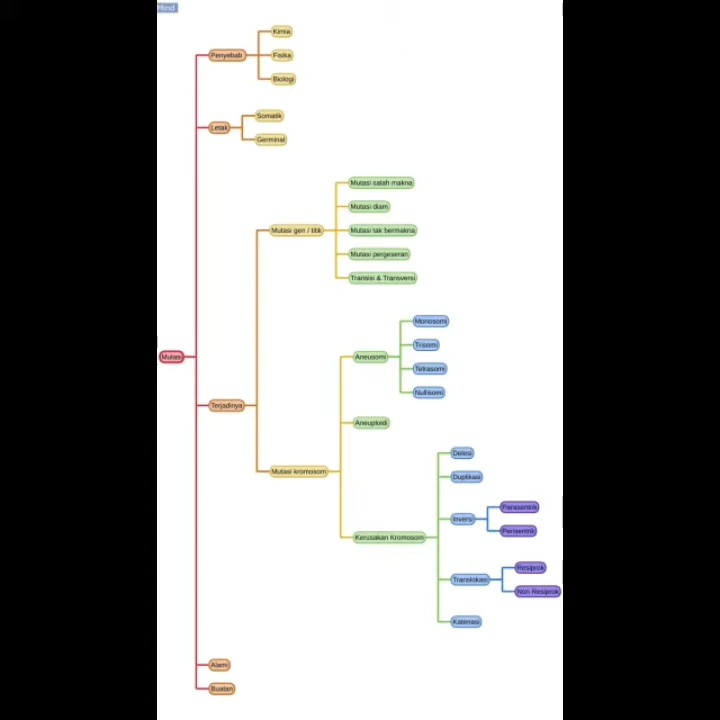 Mind
Kimia
Penyebab
Fisika
Biologi
Somatik
Letak
Germinal
Mutasi salah makna
Mutasi diam
Mutasi gen / titik
Mutasi tak bermakna
Mutasi pergeseran
Transisi & Transversi
Monosomi
Trisomi
Mutasi
Aneusomi
Tetrasomi
Nullisomi
Terjadinya
Aneuploidi
Delesi
Mutasi kromosom
Duplikasi
Parasentrik
Inversi
Perisentrik
Kerusakan Kromosom
Resiprok
Translokasi
Non Resiprok
Katenasi
Alami
Buatan